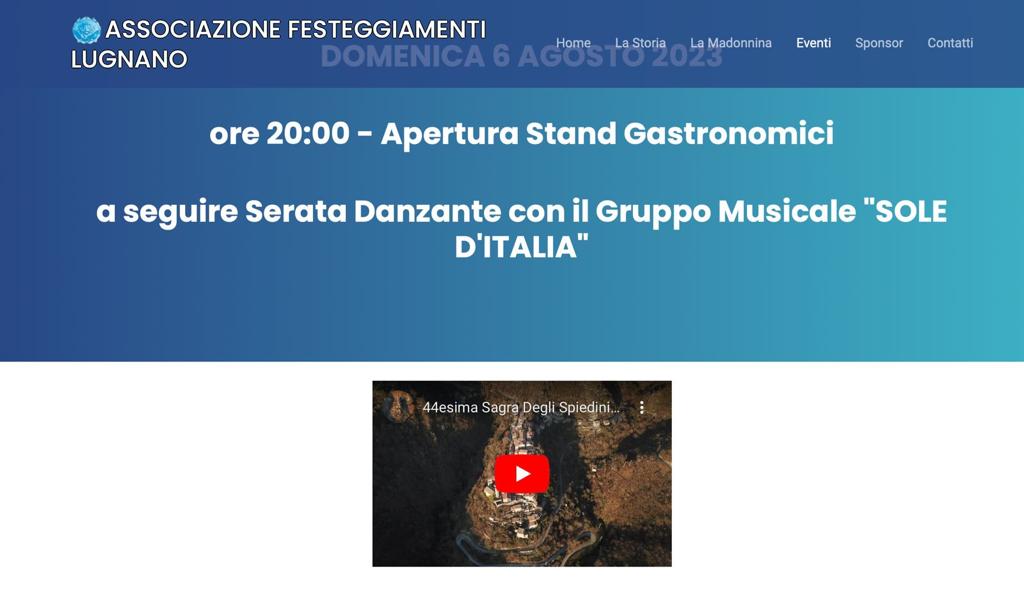 ASSOCIAZIONE FESTEGGIAMENTI
LUGNANO
Home La Storia La Madonnina Eventi Sponsor Contatti
DOMENICA 6 AGOSTO 2023
ore 20:00 - Apertura Stand Gastronomici
a seguire Serata Danzante con il Gruppo Musicale "SOLE
D'ITALIA"
44esima Sagra Degli Spiedini...